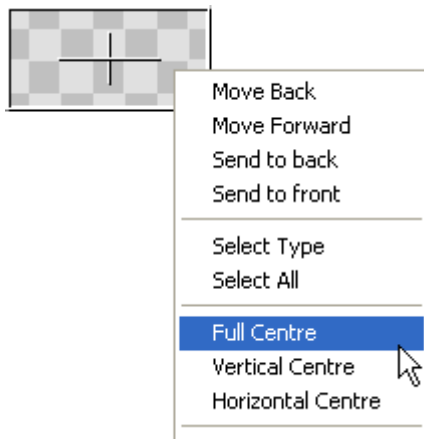 Move Back
Move Forward
Send to back
Send to front
Select Type
Select All
Full Centre
Vertical Centre
Horizontal Centre